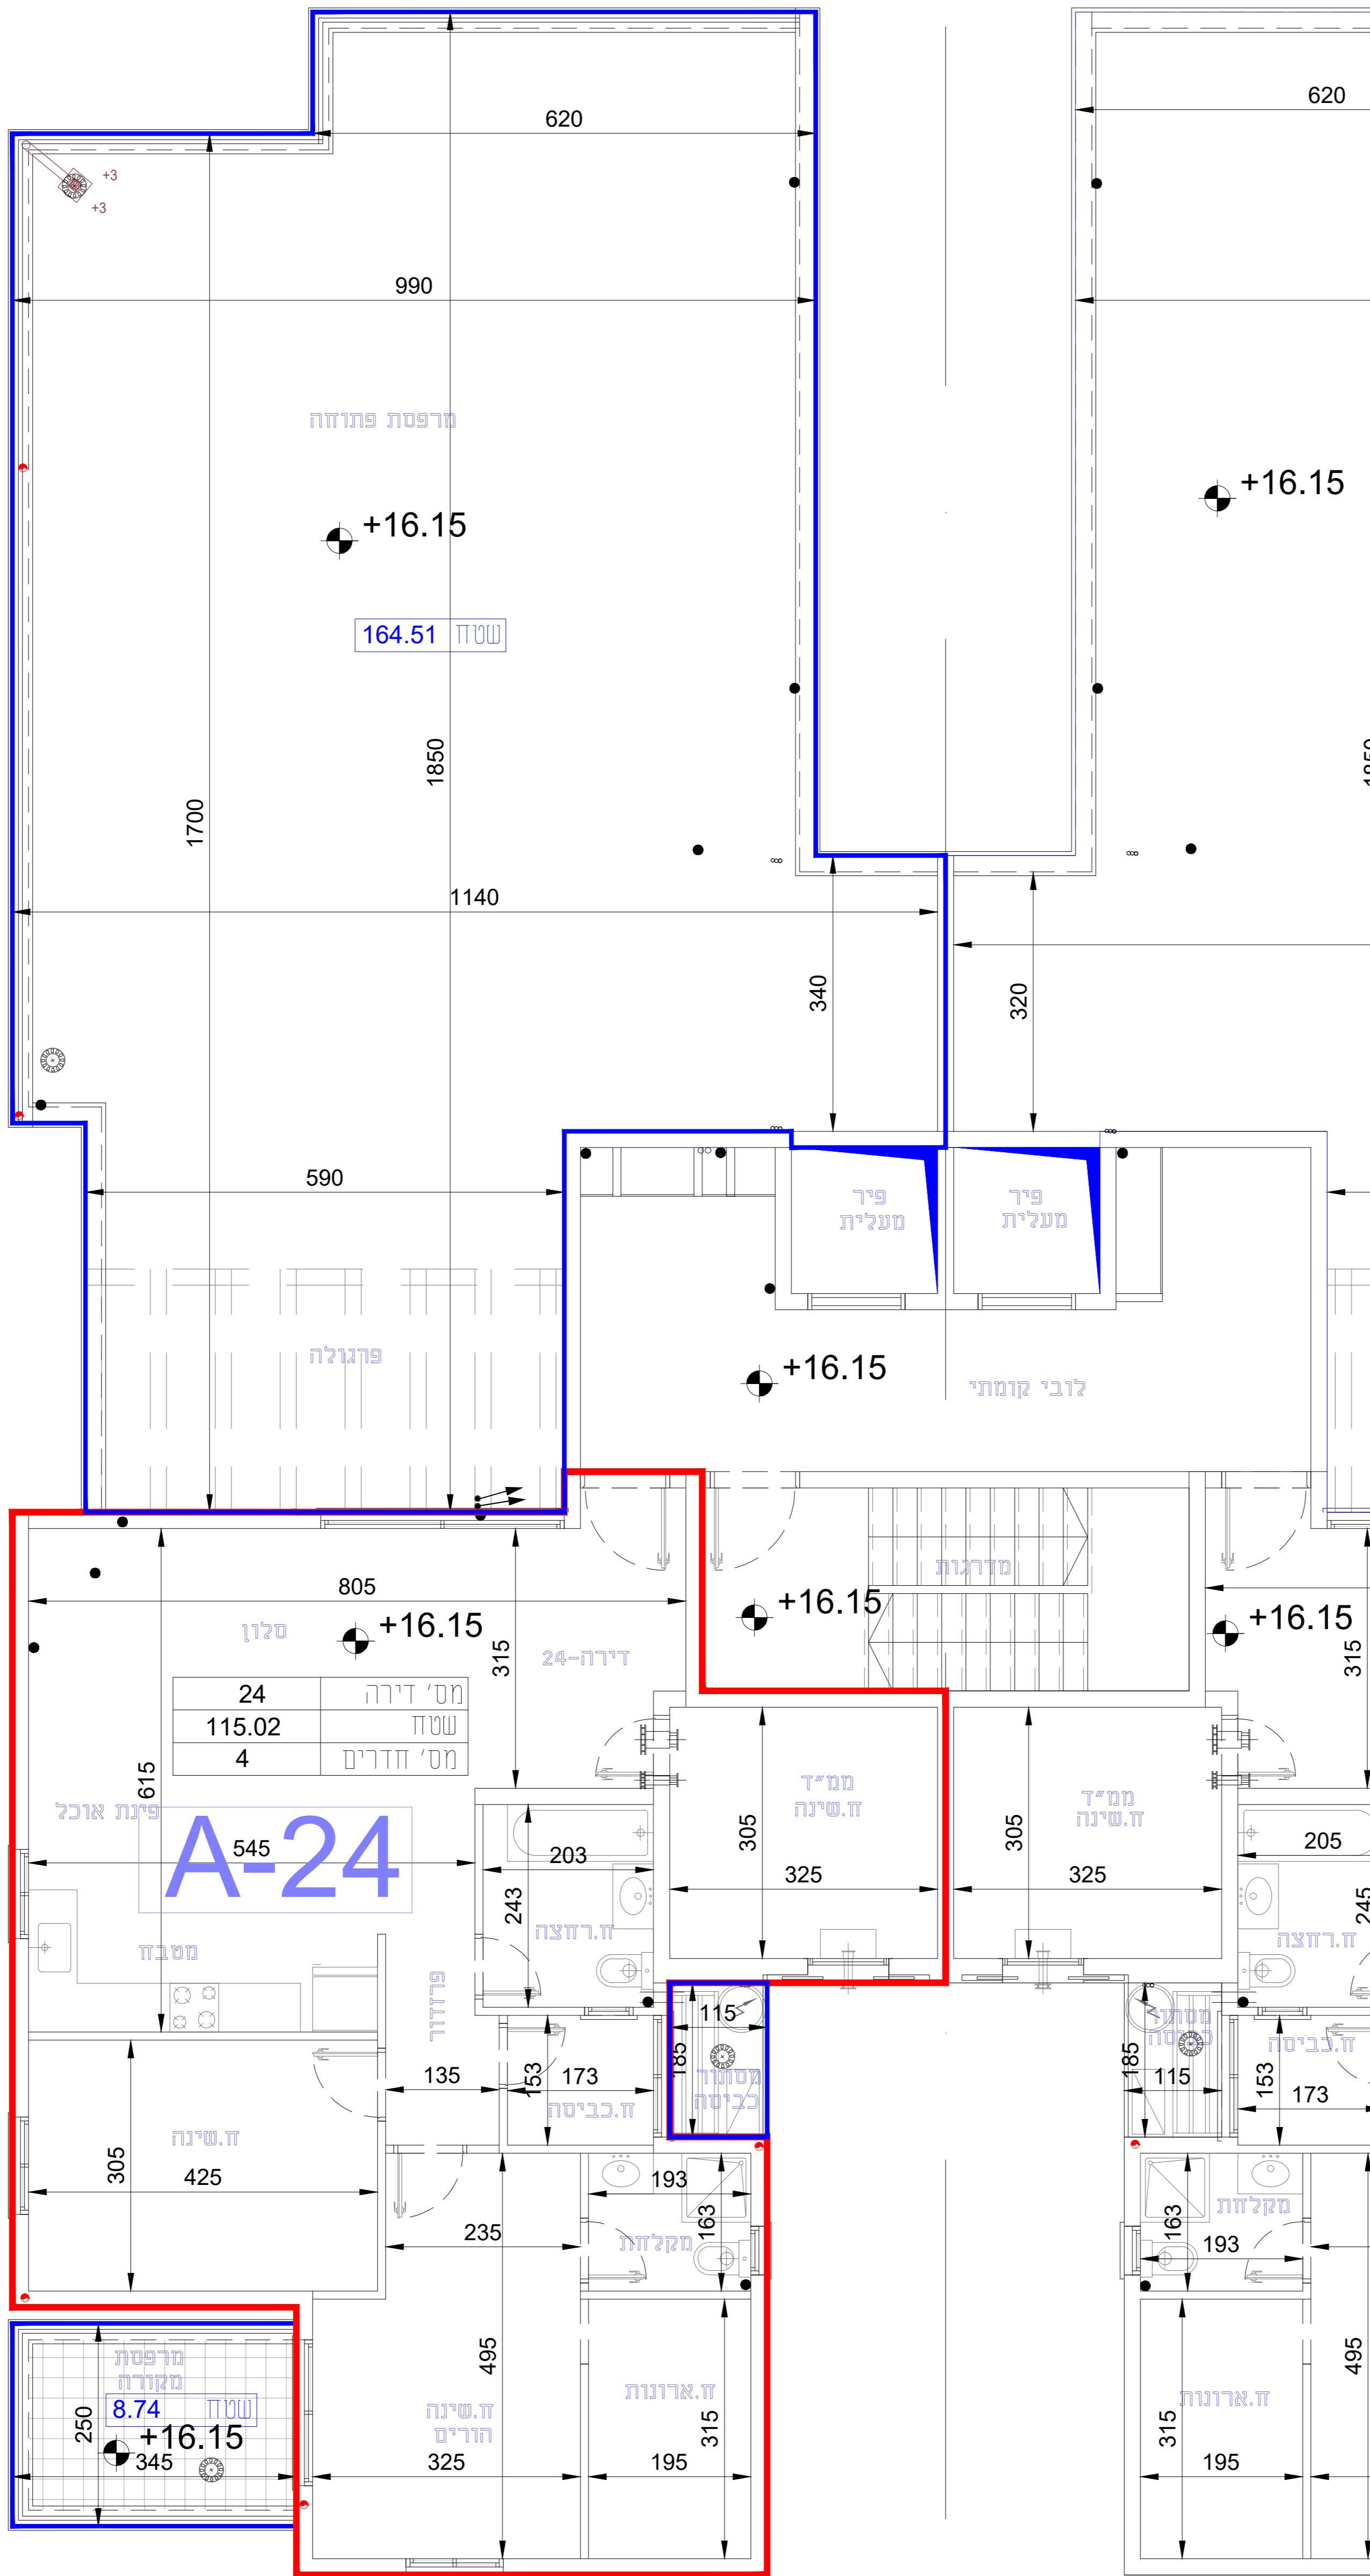 620
620
+3
+3
990
מרפסת פתוחה
+16.15
+16.15
שטח 164.51
1700
1850
1850
1140
340
320
590
פיר
מעלית
פיר
מעלית
פרגולה
+16.15
לובי קומתי
מדרגות
805
סלון
+16.15
+16.15
+16.15
דירה-24
315
315
מס' דירה 24
שטח 115.02
מס' חדרים 4
615
פינת אוכל
A-24
545
ממ"ד
ח.שינה
ממ"ד
ח.שינה
305
305
203
205
325
325
243
245
ח.רחצה
ח.רחצה
מטבח
פרוזדור
115
185
מסתור
כביסה
מסתור
כביסה
185
115
135
153
173
ח.כביסה
ח.כביסה
153
173
ח.שינה
305
425
193
163
מקלחת
235
מקלחת
163
193
495
495
מרפסת
מקורה
שטח 8.74
+16.15
250
345
ח.שינה
הורים
325
ח.ארונות
315
195
ח.ארונות
315
195